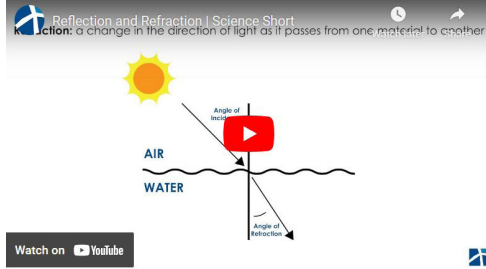 Reflection and Refraction | Science Short
Refraction: a change in the direction of light as it passes from one material to another
Angle of
AIR
WATER
Angle of
Refraction
Watch on YouTube